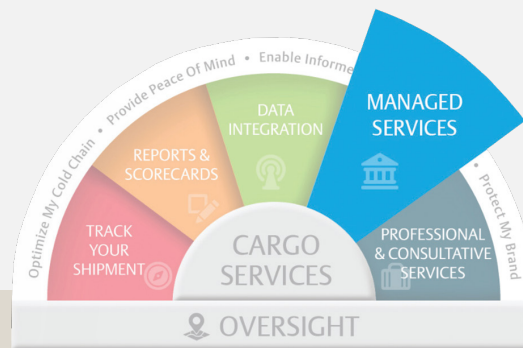 Optimize My Cold Chain • Provide Peace Of Mind • Enable
• Protect My Brand
TRACK
YOUR
SHIPMENT
REPORTS &
SCORECARDS
DATA
INTEGRATION
MANAGED
SERVICES
PROFESSIONAL
& CONSULTATIVE
SERVICES
CARGO
SERVICES
OVERSIGHT